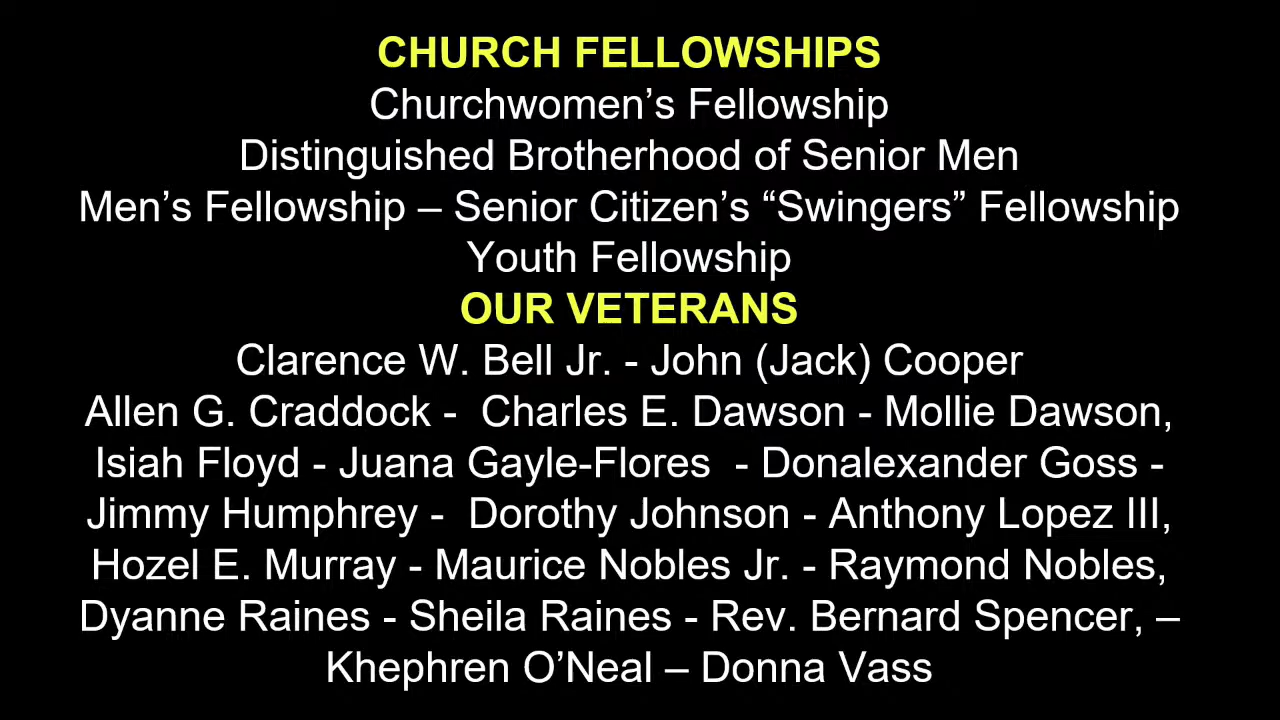 CHURCH FELLOWSHIPS
Churchwomen’s Fellowship
Distinguished Brotherhood of Senior Men
Men’s Fellowship – Senior Citizen’s “Swingers” Fellowship
Youth Fellowship
OUR VETERANS
Clarence W. Bell Jr. - John (Jack) Cooper
Allen G. Craddock -  Charles E. Dawson - Mollie Dawson,
Isiah Floyd - Juana Gayle-Flores  - Donalexander Goss -
Jimmy Humphrey -  Dorothy Johnson - Anthony Lopez III,
Hozel E. Murray - Maurice Nobles Jr. - Raymond Nobles,
Dyanne Raines - Sheila Raines - Rev. Bernard Spencer, –
Khephren O’Neal – Donna Vass